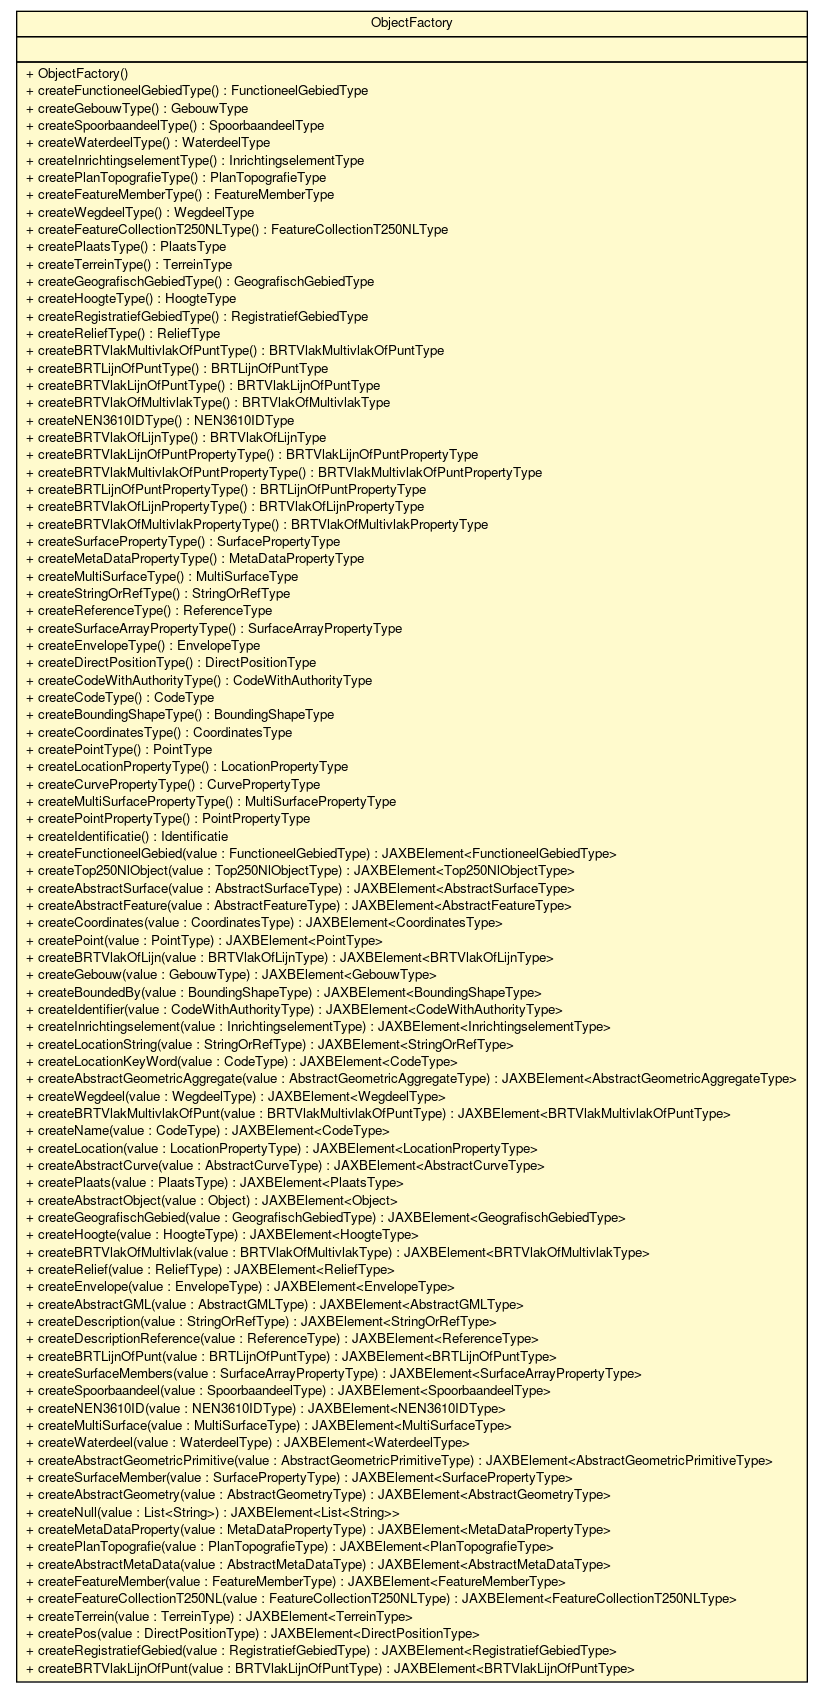 ObjectFactory
+ ObjectFactory()
+ createFunctioneelGebiedType() : FunctioneelGebiedType
+ createGebouwType() : GebouwType
+ createSpoorbaandeelType() : SpoorbaandeelType
+ createWaterdeelType() : WaterdeelType
+ createInrichtingselementType() : InrichtingselementType
+ createPlanTopografieType() : PlanTopografieType
+ createFeatureMemberType() : FeatureMemberType
+ createWegdeelType() : WegdeelType
+ createFeatureCollectionT250NLType() : FeatureCollectionT250NLType
+ createPlaatsType() : PlaatsType
+ createTerreinType() : TerreinType
+ createGeografischGebiedType() : GeografischGebiedType
+ createHoogteType() : HoogteType
+ createRegistratiefGebiedType() : RegistratiefGebiedType
+ createReliefType() : ReliefType
+ createBRTVlakMultivlakOfPuntType() : BRTVlakMultivlakOfPuntType
+ createBRTLijnOfPuntType() : BRTLijnOfPuntType
+ createBRTVlakLijnOfPuntType() : BRTVlakLijnOfPuntType
+ createBRTVlakOfMultivlakType() : BRTVlakOfMultivlakType
+ createNEN3610IDType() : NEN3610IDType
+ createBRTVlakOfLijnType() : BRTVlakOfLijnType
+ createBRTVlakLijnOfPuntPropertyType() : BRTVlakLijnOfPuntPropertyType
+ createBRTVlakMultivlakOfPuntPropertyType() : BRTVlakMultivlakOfPuntPropertyType
+ createBRTLijnOfPuntPropertyType() : BRTLijnOfPuntPropertyType
+ createBRTVlakOfLijnPropertyType() : BRTVlakOfLijnPropertyType
+ createBRTVlakOfMultivlakPropertyType() : BRTVlakOfMultivlakPropertyType
+ createSurfacePropertyType() : SurfacePropertyType
+ createMetaDataPropertyType() : MetaDataPropertyType
+ createMultiSurfaceType() : MultiSurfaceType
+ createStringOrRefType() : StringOrRefType
+ createReferenceType() : ReferenceType
+ createSurfaceArrayPropertyType() : SurfaceArrayPropertyType
+ createEnvelopeType() : EnvelopeType
+ createDirectPositionType() : DirectPositionType
+ createCodeWithAuthorityType() : CodeWithAuthorityType
+ createCodeType() : CodeType
+ createBoundingShapeType() : BoundingShapeType
+ createCoordinatesType() : CoordinatesType
+ createPointType() : PointType
+ createLocationPropertyType() : LocationPropertyType
+ createCurvePropertyType() : CurvePropertyType
+ createMultiSurfacePropertyType() : MultiSurfacePropertyType
+ createPointPropertyType() : PointPropertyType
+ createIdentificatie() : Identificatie
+ createFunctioneelGebied(value : FunctioneelGebiedType) : JAXBElement<FunctioneelGebiedType>
+ createTop250NlObject(value : Top250NlObjectType) : JAXBElement<Top250NlObjectType>
+ createAbstractSurface(value : AbstractSurfaceType) : JAXBElement<AbstractSurfaceType>
+ createAbstractFeature(value : AbstractFeatureType) : JAXBElement<AbstractFeatureType>
+ createCoordinates(value : CoordinatesType) : JAXBElement<CoordinatesType>
+ createPoint(value : PointType) : JAXBElement<PointType>
+ createBRTVlakOfLijn(value : BRTVlakOfLijnType) : JAXBElement<BRTVlakOfLijnType>
+ createGebouw(value : GebouwType) : JAXBElement<GebouwType>
+ createBoundedBy(value : BoundingShapeType) : JAXBElement<BoundingShapeType>
+ createIdentifier(value : CodeWithAuthorityType) : JAXBElement<CodeWithAuthorityType>
+ createInrichtingselement(value : InrichtingselementType) : JAXBElement<InrichtingselementType>
+ createLocationString(value : StringOrRefType) : JAXBElement<StringOrRefType>
+ createLocationKeyWord(value : CodeType) : JAXBElement<CodeType>
+ createAbstractGeometricAggregate(value : AbstractGeometricAggregateType) : JAXBElement<AbstractGeometricAggregateType>
+ createWegdeel(value : WegdeelType) : JAXBElement<WegdeelType>
+ createBRTVlakMultivlakOfPunt(value : BRTVlakMultivlakOfPuntType) : JAXBElement<BRTVlakMultivlakOfPuntType>
+ createName(value : CodeType) : JAXBElement<CodeType>
+ createLocation(value : LocationPropertyType) : JAXBElement<LocationPropertyType>
+ createAbstractCurve(value : AbstractCurveType) : JAXBElement<AbstractCurveType>
+ createPlaats(value : PlaatsType) : JAXBElement<PlaatsType>
+ createAbstractObject(value : Object) : JAXBElement<Object>
+ createGeografischGebied(value : GeografischGebiedType) : JAXBElement<GeografischGebiedType>
+ createHoogte(value : HoogteType) : JAXBElement<HoogteType>
+ createBRTVlakOfMultivlak(value : BRTVlakOfMultivlakType) : JAXBElement<BRTVlakOfMultivlakType>
+ createRelief(value : ReliefType) : JAXBElement<ReliefType>
+ createEnvelope(value : EnvelopeType) : JAXBElement<EnvelopeType>
+ createAbstractGML(value : AbstractGMLType) : JAXBElement<AbstractGMLType>
+ createDescription(value : StringOrRefType) : JAXBElement<StringOrRefType>
+ createDescriptionReference(value : ReferenceType) : JAXBElement<ReferenceType>
+ createBRTLijnOfPunt(value : BRTLijnOfPuntType) : JAXBElement<BRTLijnOfPuntType>
+ createSurfaceMembers(value : SurfaceArrayPropertyType) : JAXBElement<SurfaceArrayPropertyType>
+ createSpoorbaandeel(value : SpoorbaandeelType) : JAXBElement<SpoorbaandeelType>
+ createNEN3610ID(value : NEN3610IDType) : JAXBElement<NEN3610IDType>
+ createMultiSurface(value : MultiSurfaceType) : JAXBElement<MultiSurfaceType>
+ createWaterdeel(value : WaterdeelType) : JAXBElement<WaterdeelType>
+ createAbstractGeometricPrimitive(value : AbstractGeometricPrimitiveType) : JAXBElement<AbstractGeometricPrimitiveType>
+ createSurfaceMember(value : SurfacePropertyType) : JAXBElement<SurfacePropertyType>
+ createAbstractGeometry(value : AbstractGeometryType) : JAXBElement<AbstractGeometryType>
+ createNull(value : List<String>) : JAXBElement<List<String>>
+ createMetaDataProperty(value : MetaDataPropertyType) : JAXBElement<MetaDataPropertyType>
+ createPlanTopografie(value : PlanTopografieType) : JAXBElement<PlanTopografieType>
+ createAbstractMetaData(value : AbstractMetaDataType) : JAXBElement<AbstractMetaDataType>
+ createFeatureMember(value : FeatureMemberType) : JAXBElement<FeatureMemberType>
+ createFeatureCollectionT250NL(value : FeatureCollectionT250NLType) : JAXBElement<FeatureCollectionT250NLType>
+ createTerrein(value : TerreinType) : JAXBElement<TerreinType>
+ createPos(value : DirectPositionType) : JAXBElement<DirectPositionType>
+ createRegistratiefGebied(value : RegistratiefGebiedType) : JAXBElement<RegistratiefGebiedType>
+ createBRTVlakLijnOfPunt(value : BRTVlakLijnOfPuntType) : JAXBElement<BRTVlakLijnOfPuntType>